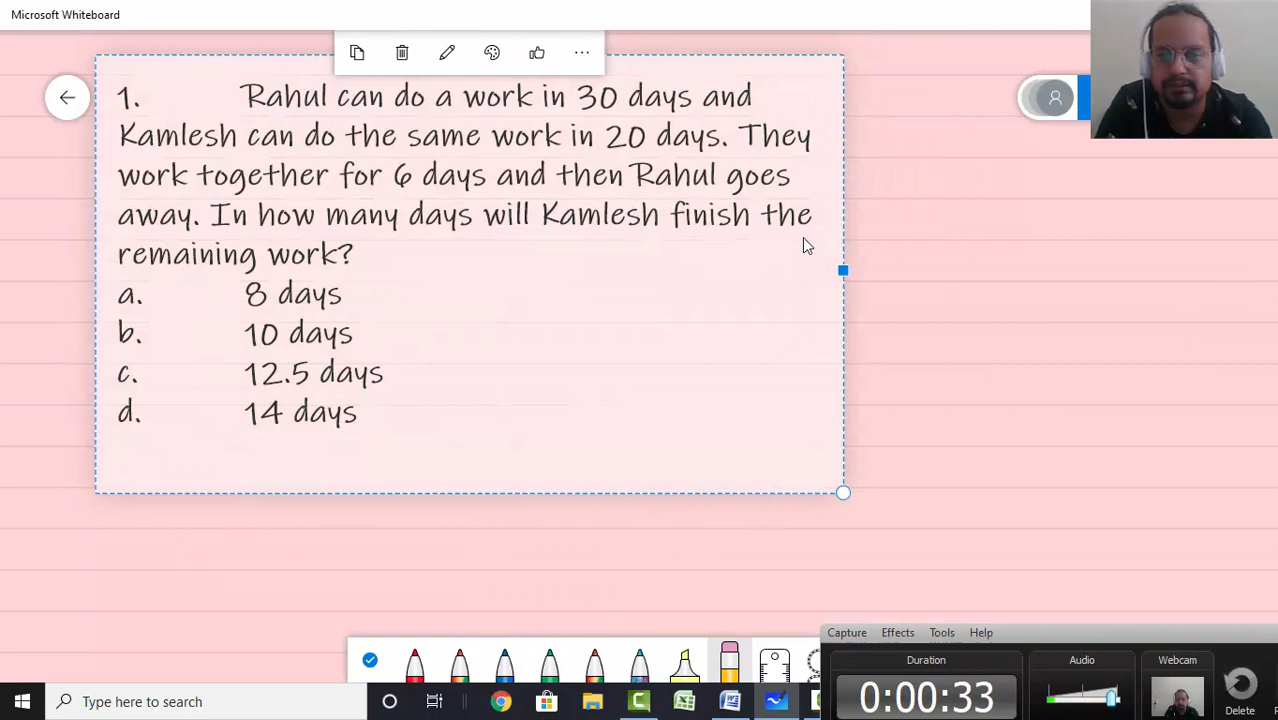 Microsoft Whiteboard
1. Rahul can do a work in 30 days and
Kamlesh can do the same work in 20 days. They
work together for 6 days and then Rahul goes
away. In how many days will Kamlesh finish the
remaining work?
a. 8 days
b. 10 days
c. 12.5 days
d. 14 days
Capture Effects Tools Help
Duration Audio Webcam
0:00:33
Delete
Type here to search